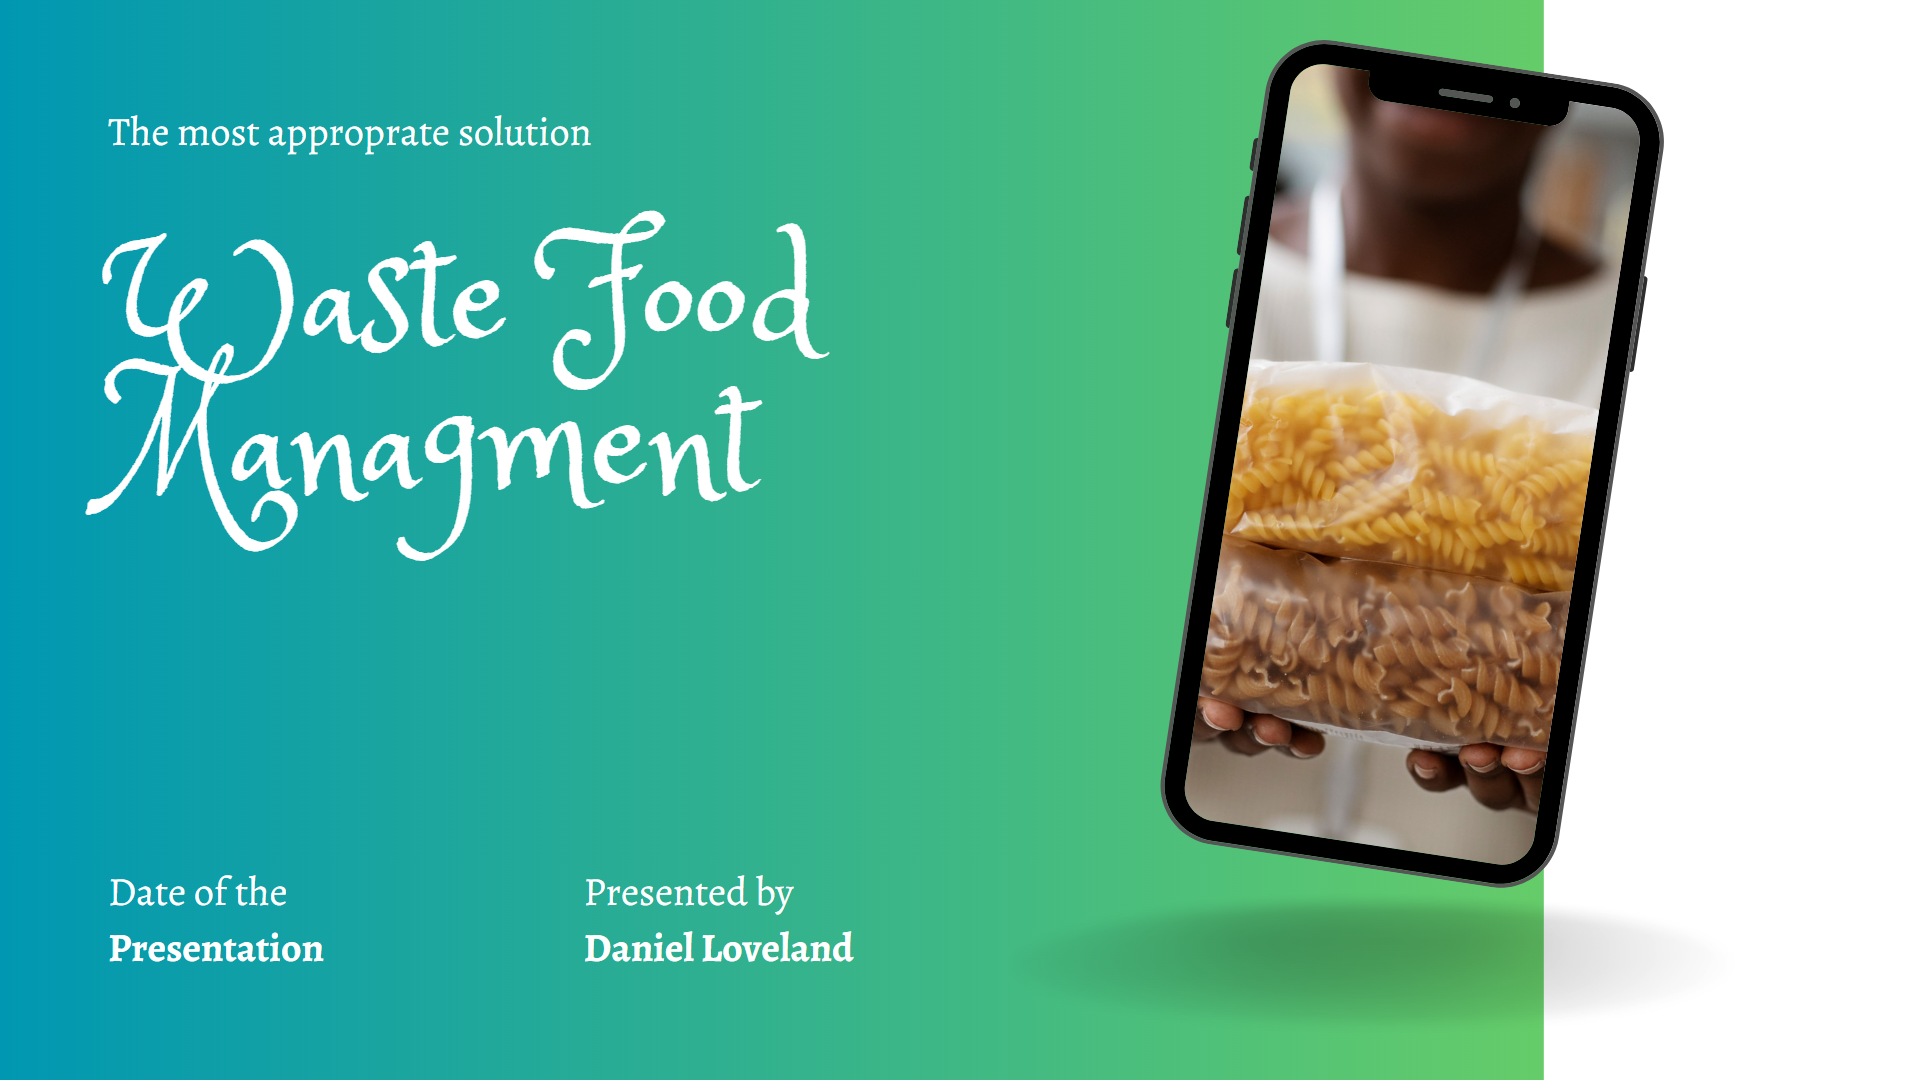 The most approprate solution
Waste Food
Managment
Date of the
Presentation
Presented by
Daniel Loveland